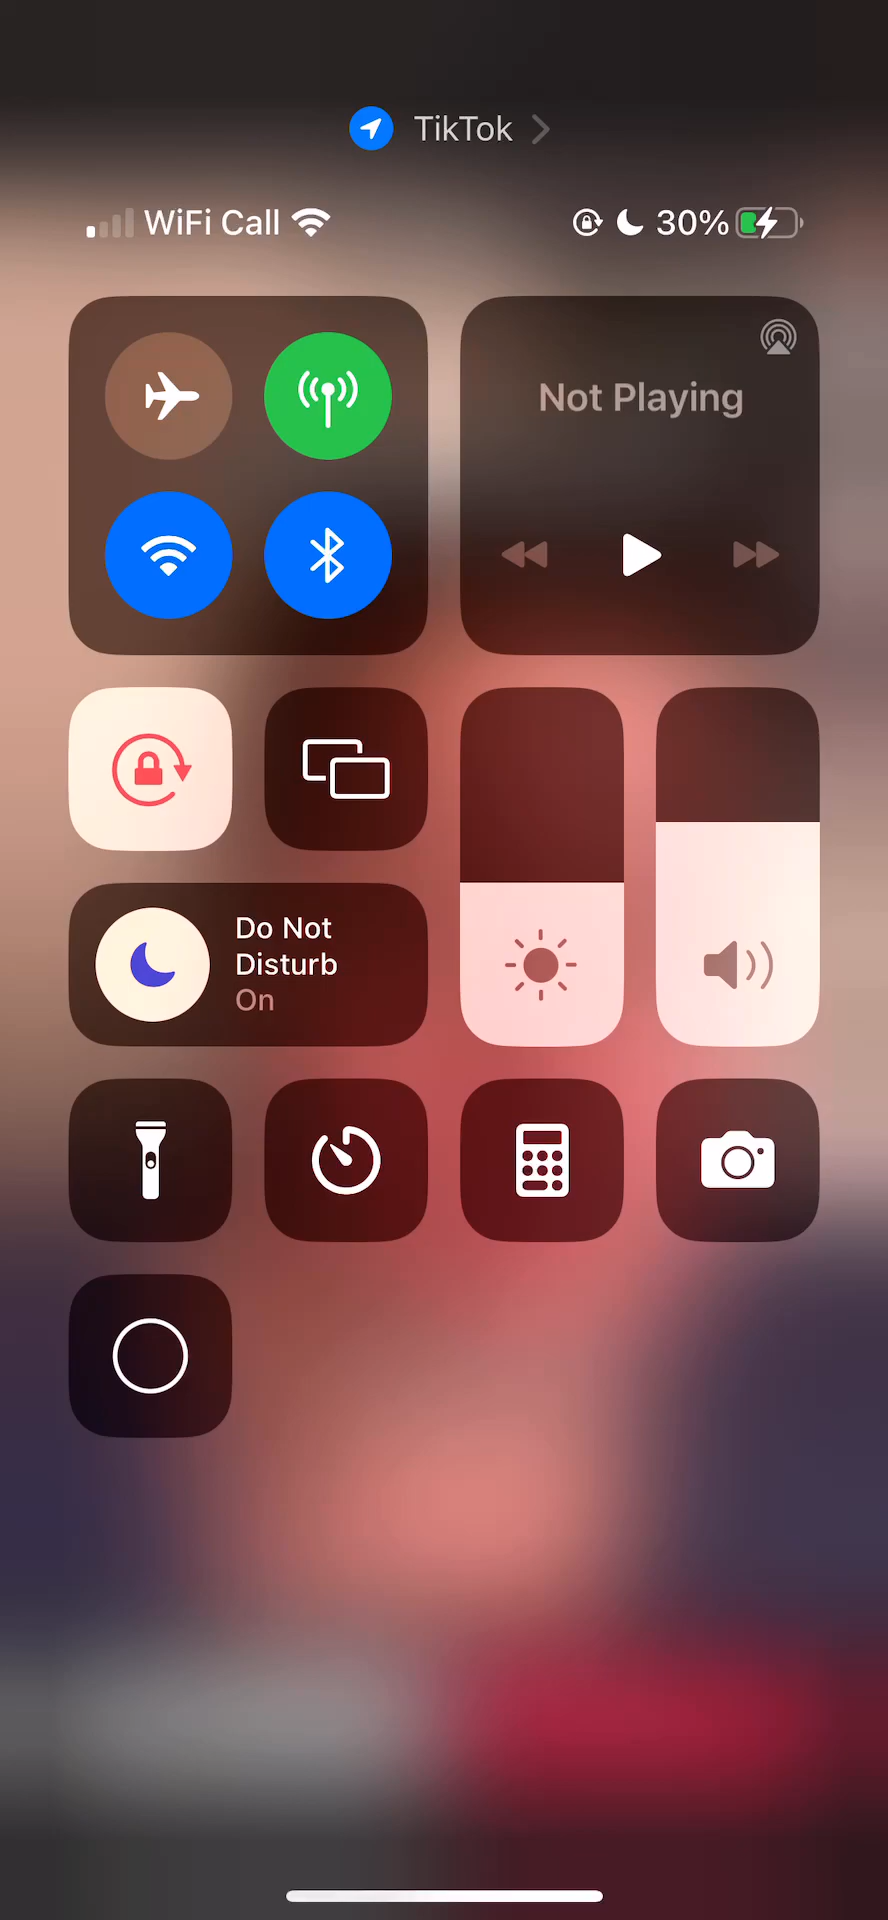 TikTok
WiFi Call
30%
Not Playing
Do Not
Disturb
On